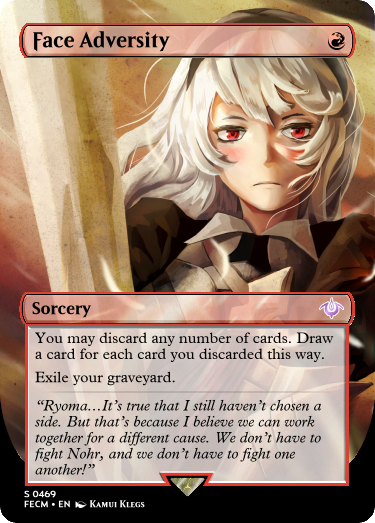 Face Adversity
Sorcery
You may discard any number of cards. Draw
a card for each card you discarded this way.
Exile your graveyard.
“Ryoma…It's true that I still haven't chosen a
side. But that's because I believe we can work
together for a different cause. We don't have to
fight Nohr, and we don't have to fight one
another!”
S 0469
FECM • EN Kamui Klegs